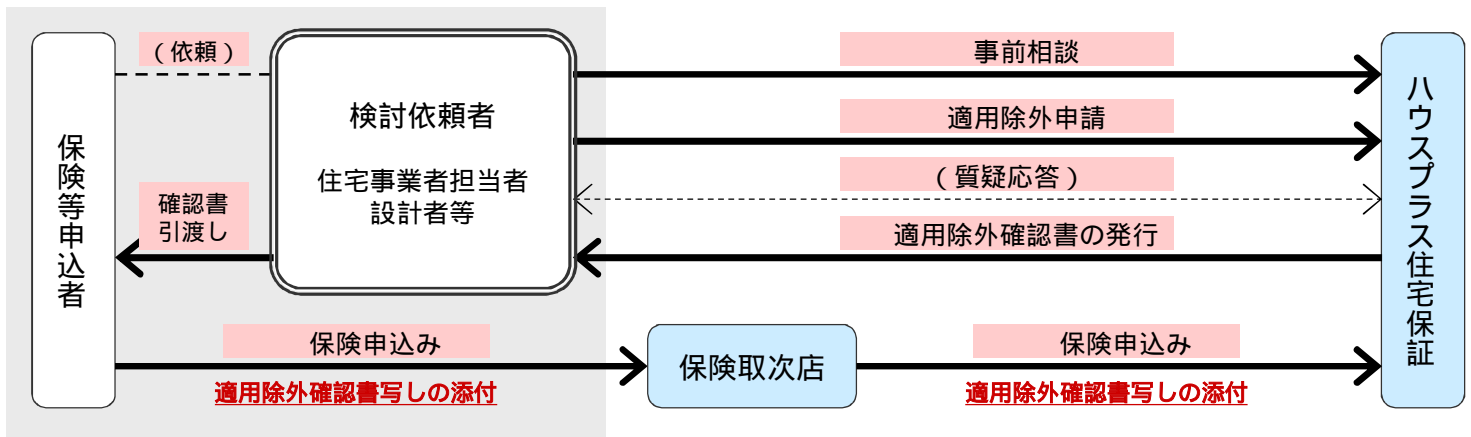 保険等申込者
(依頼)
検討依頼者
住宅事業者担当者
設計者等
確認書
引渡し
事前相談
適用除外申請
(質疑応答)
適用除外確認書の発行
ハウスプラス住宅保証
保険申込み
適用除外確認書写しの添付
保険取次店
保険申込み
適用除外確認書写しの添付